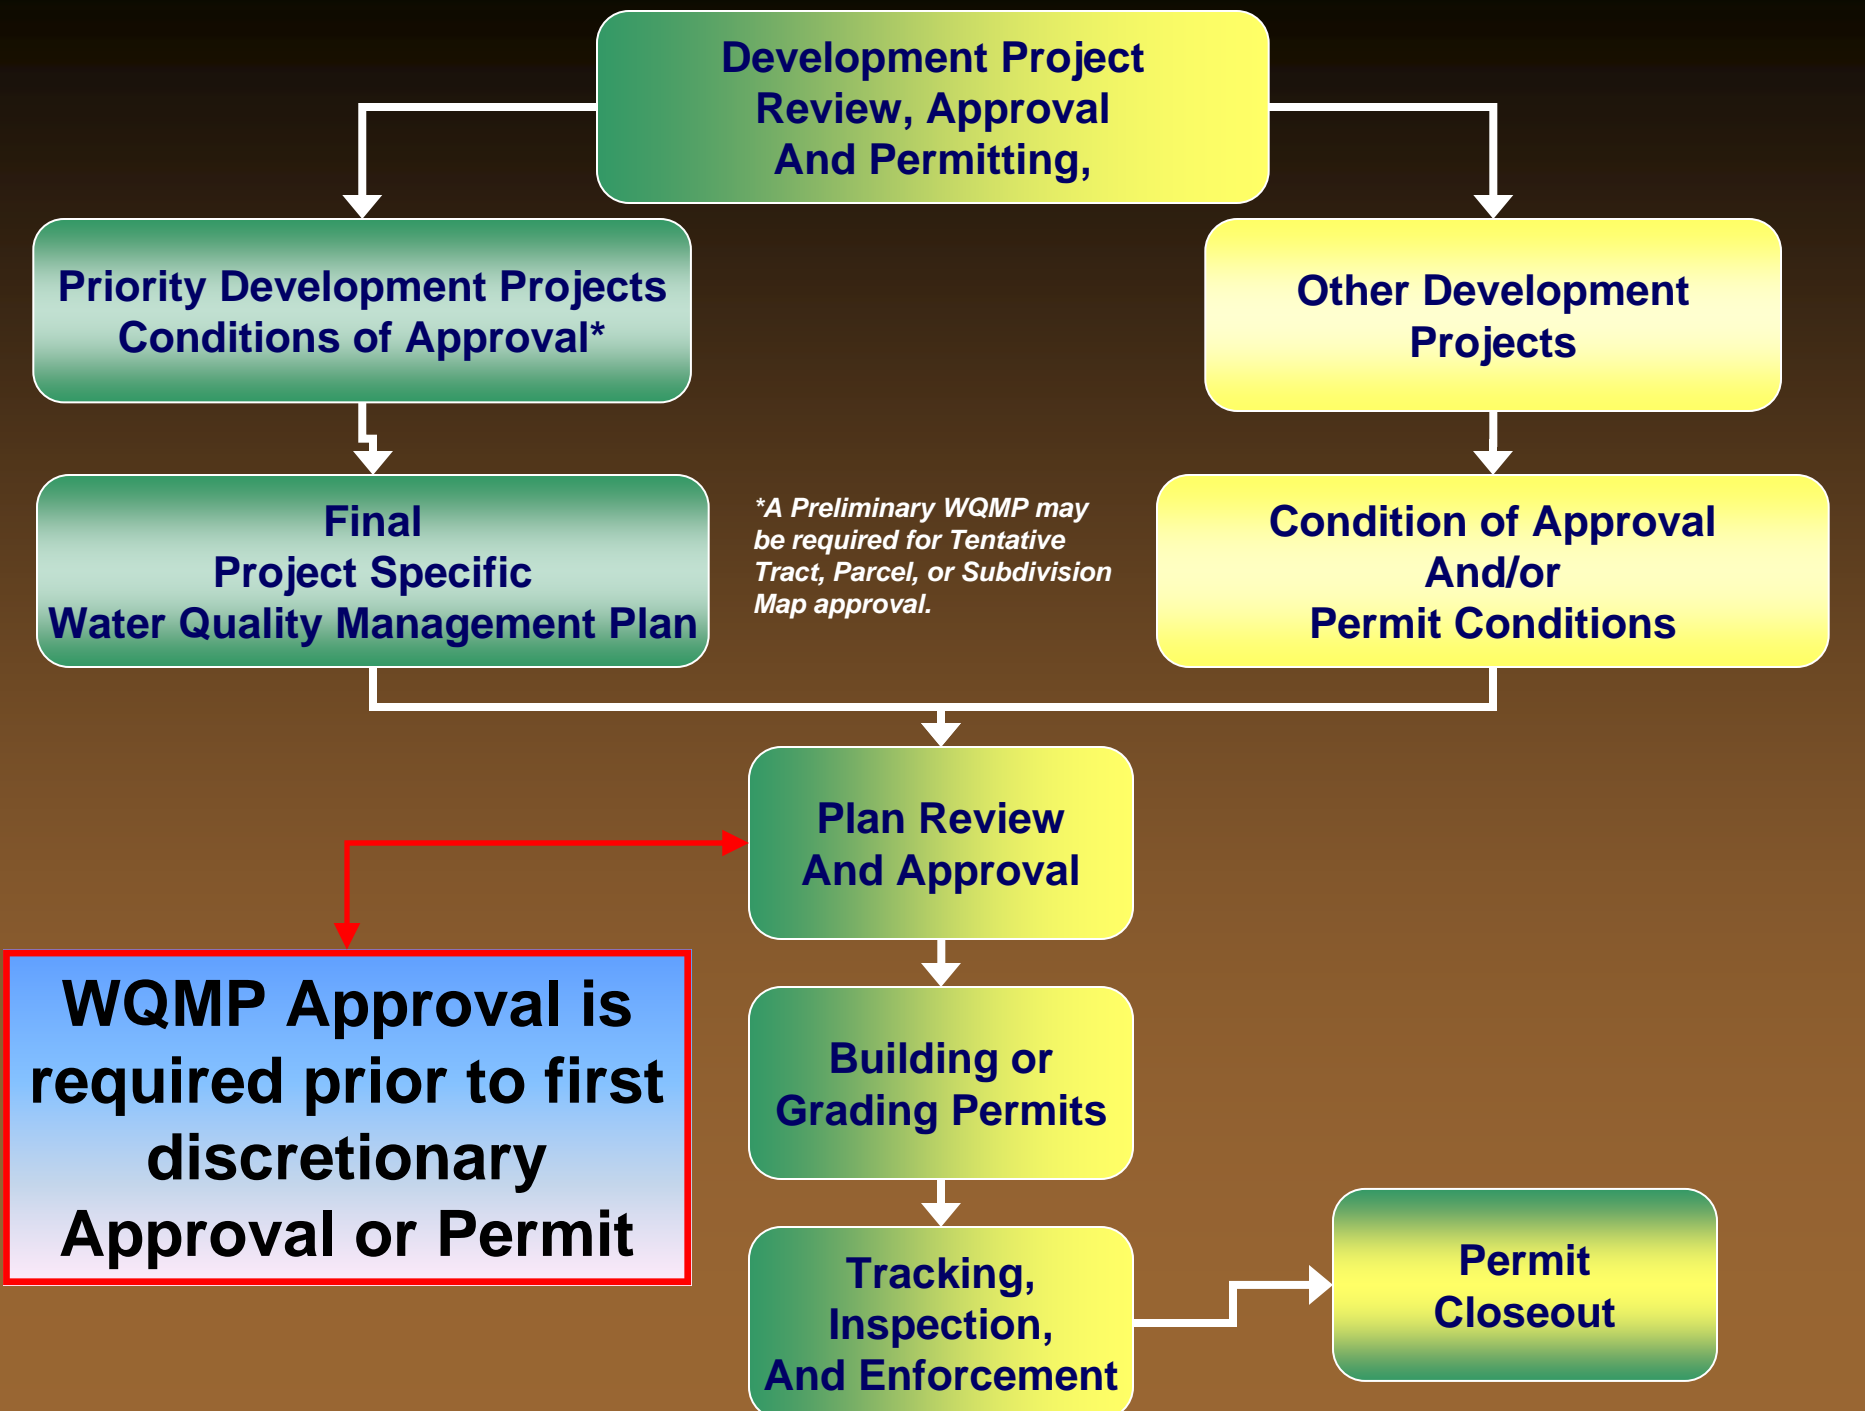 Development Project
Review, Approval
And Permitting,
Priority Development Projects
Conditions of Approval*
Other Development
Projects
Final
Project Specific
Water Quality Management Plan
*A Preliminary WQMP may
be required for Tentative
Tract, Parcel, or Subdivision
Map approval.
Condition of Approval
And/or
Permit Conditions
Plan Review
And Approval
WQMP Approval is
required prior to first
discretionary
Approval or Permit
Building or
Grading Permits
Tracking,
Inspection,
And Enforcement
Permit
Closeout